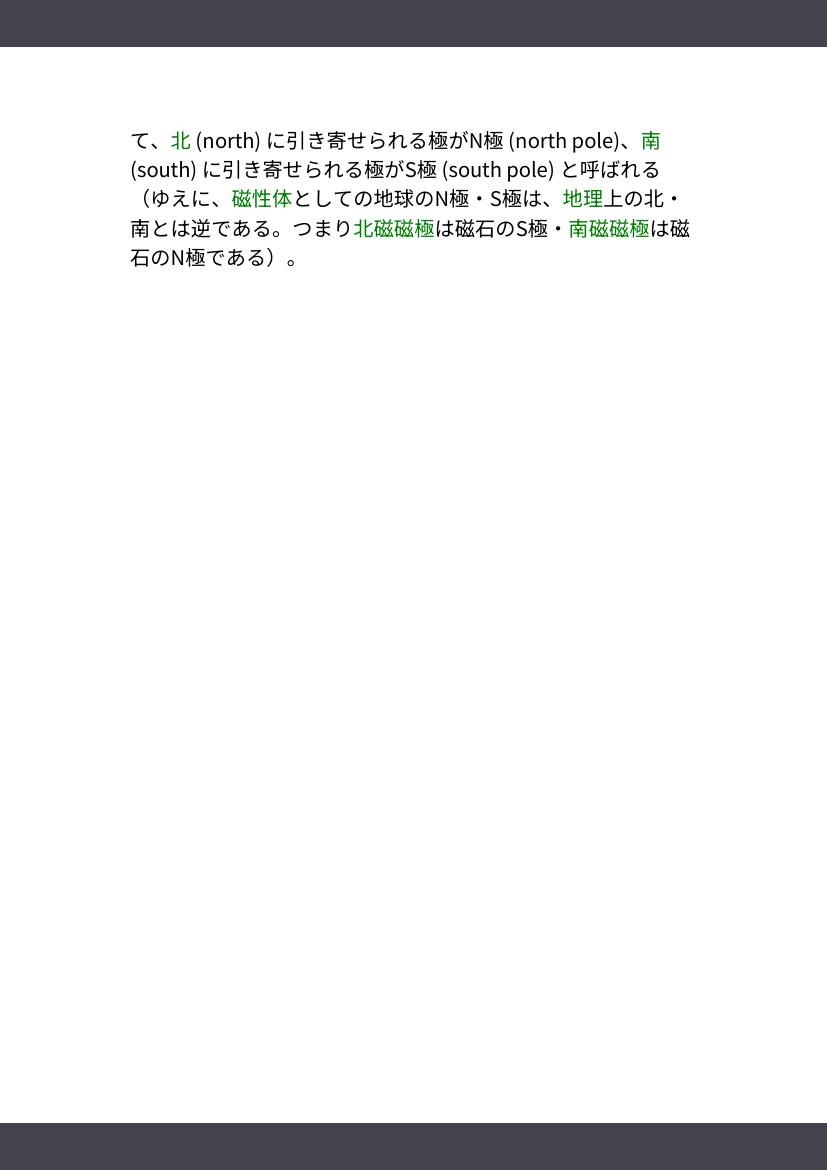 て、北 (north) に引き寄せられる極がN極 (north pole)、南
(south) に引き寄せられる極がS極 (south pole) と呼ばれる
（ゆえに、磁性体としての地球のN極・S極は、地理上の北・
南とは逆である。つまり北磁磁極は磁石のS極・南磁磁極は磁
石のN極である）。